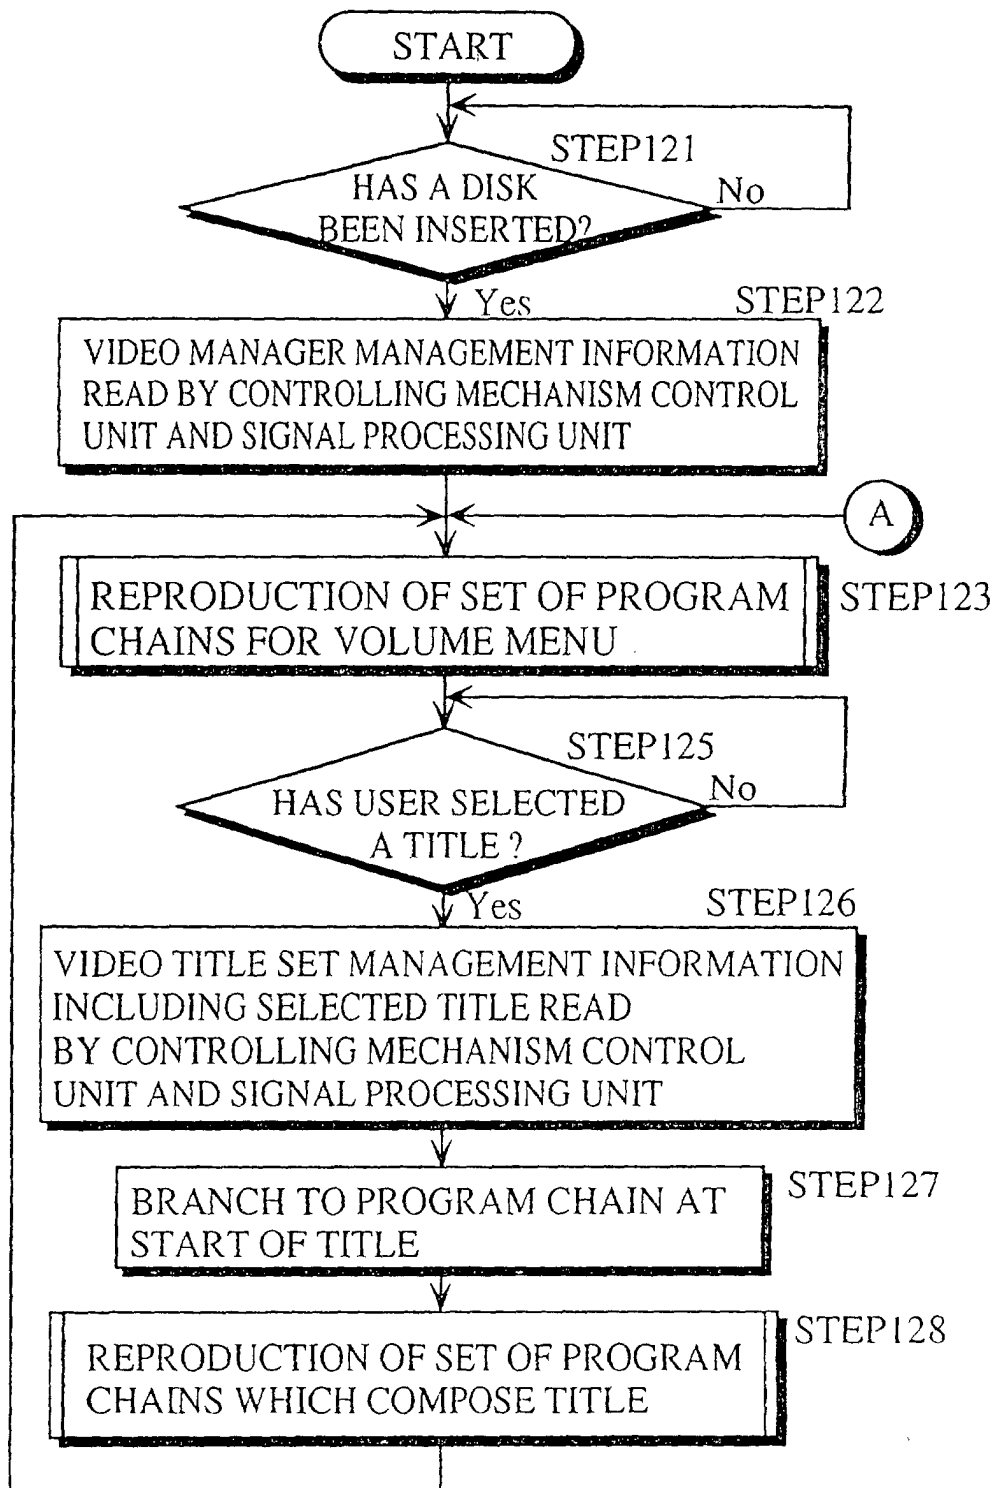 START
STEP121
HAS A DISK
BEEN INSERTED?
No
Yes
STEP122
VIDEO MANAGER MANAGEMENT INFORMATION
READ BY CONTROLLING MECHANISM CONTROL
UNIT AND SIGNAL PROCESSING UNIT
A
REPRODUCTION OF SET OF PROGRAM
CHAINS FOR VOLUME MENU
STEP123
STEP125
HAS USER SELECTED
A TITLE ?
No
Yes
STEP126
VIDEO TITLE SET MANAGEMENT INFORMATION
INCLUDING SELECTED TITLE READ
BY CONTROLLING MECHANISM CONTROL
UNIT AND SIGNAL PROCESSING UNIT
BRANCH TO PROGRAM CHAIN AT
START OF TITLE
STEP127
REPRODUCTION OF SET OF PROGRAM
CHAINS WHICH COMPOSE TITLE
STEP128